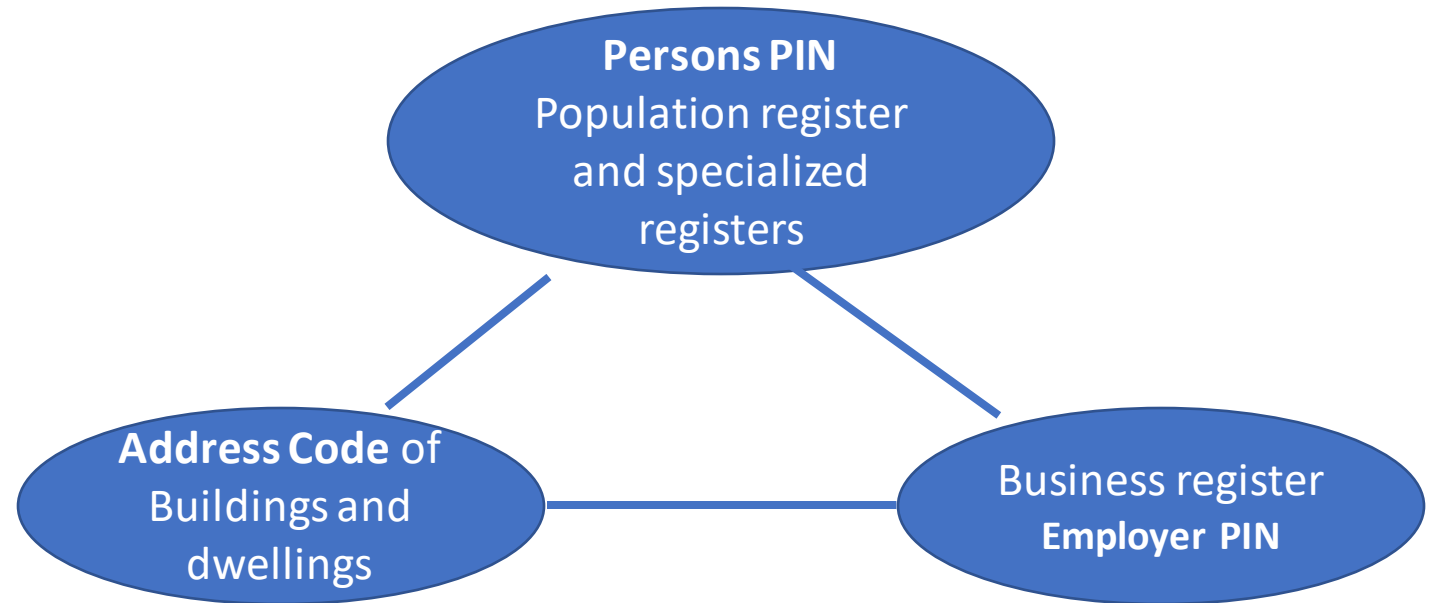 Persons PIN
Population register
and specialized
registers
Address Code of
Buildings and
dwellings
Business register
Employer PIN